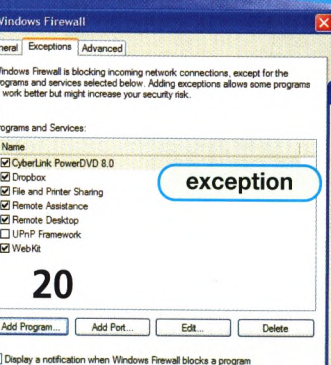 Windows Firewall
neral Exceptions Advanced
Windows Firewall is blocking incoming network connections, except for the
rograms and services selected below. Adding exceptions allows some programs
work better but might increase your security risk.
rograms and Services:
Name
CyberLink PowerDVD 8.0
Dropbox
exception
File and Printer Sharing
Remote Assistance
Remote Desktop
UPnP Framework
WebKit
20
Add Program... Add Port... Edit... Delete
Display a notification when Windows Firewall blocks a program